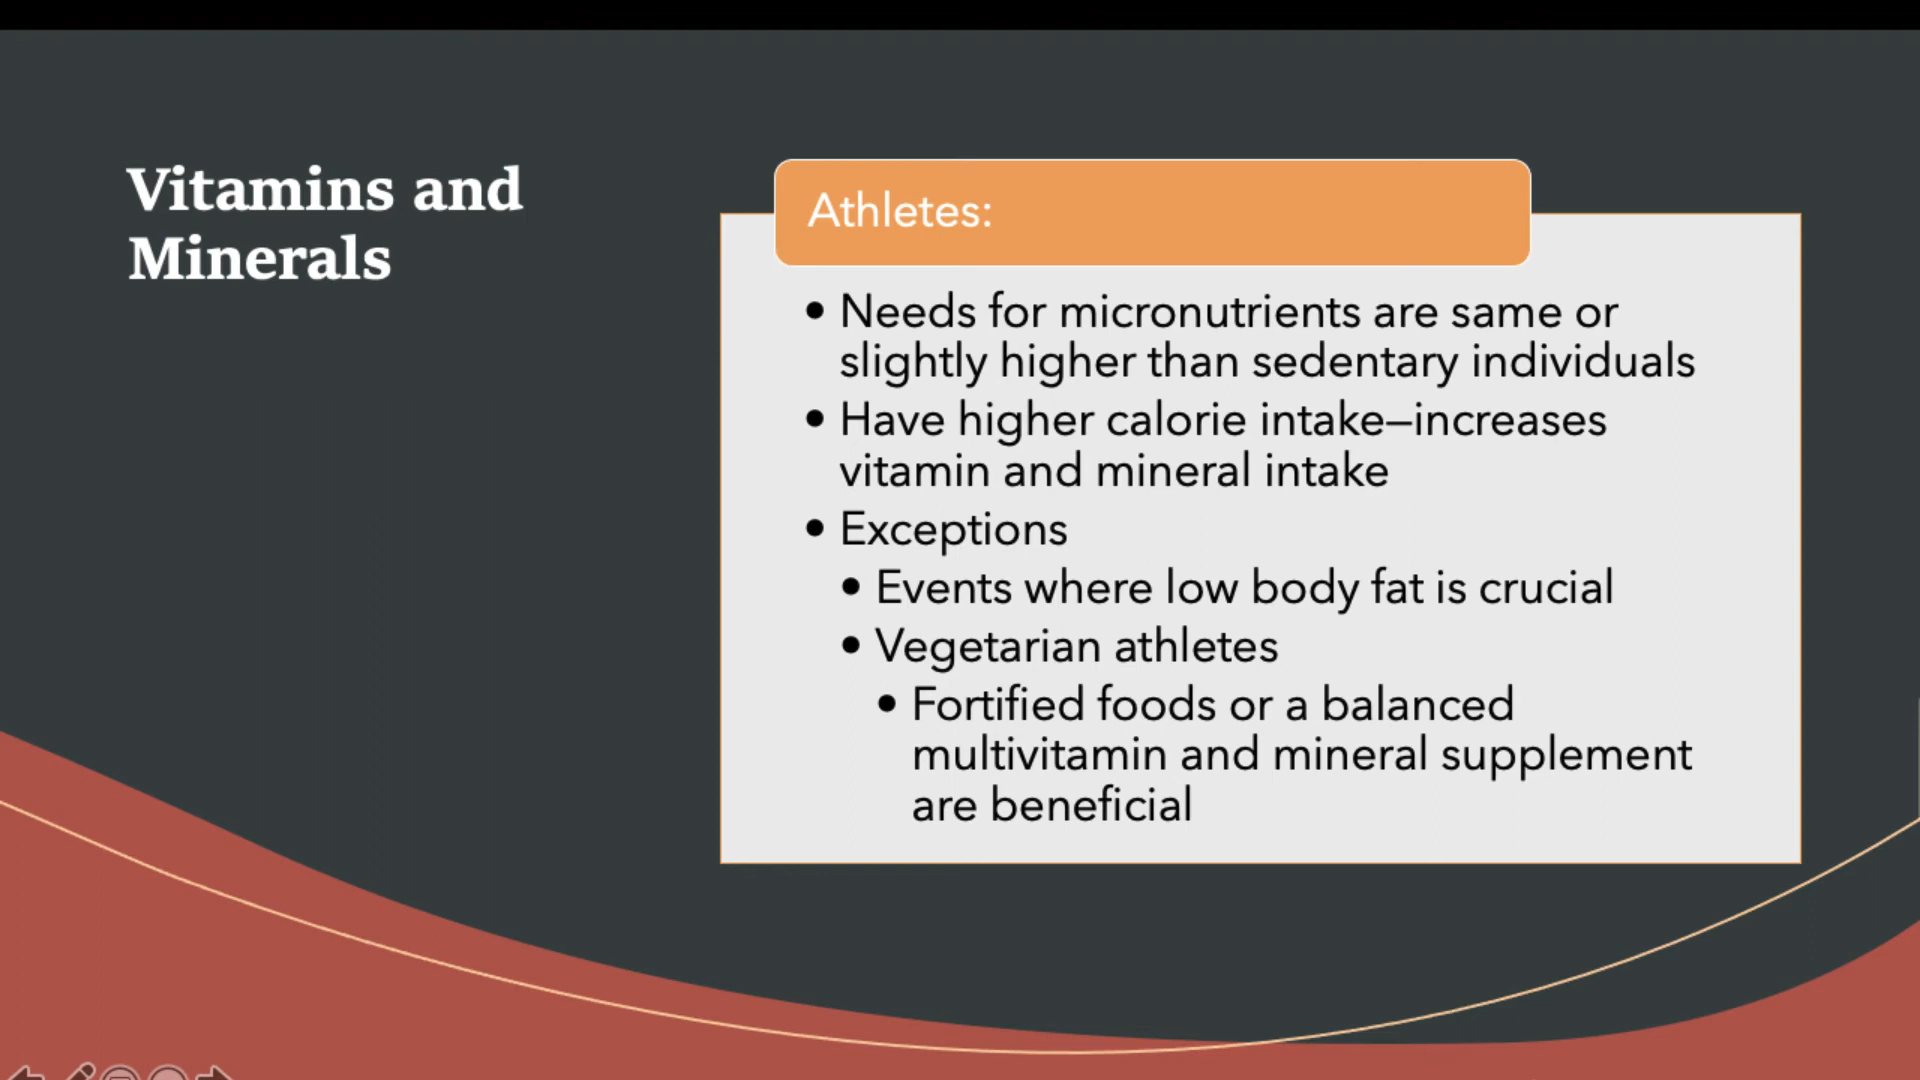 Vitamins and
Minerals
Athletes:
• Needs for micronutrients are same or
slightly higher than sedentary individuals
• Have higher calorie intake—increases
vitamin and mineral intake
• Exceptions
• Events where low body fat is crucial
• Vegetarian athletes
• Fortified foods or a balanced
multivitamin and mineral supplement
are beneficial